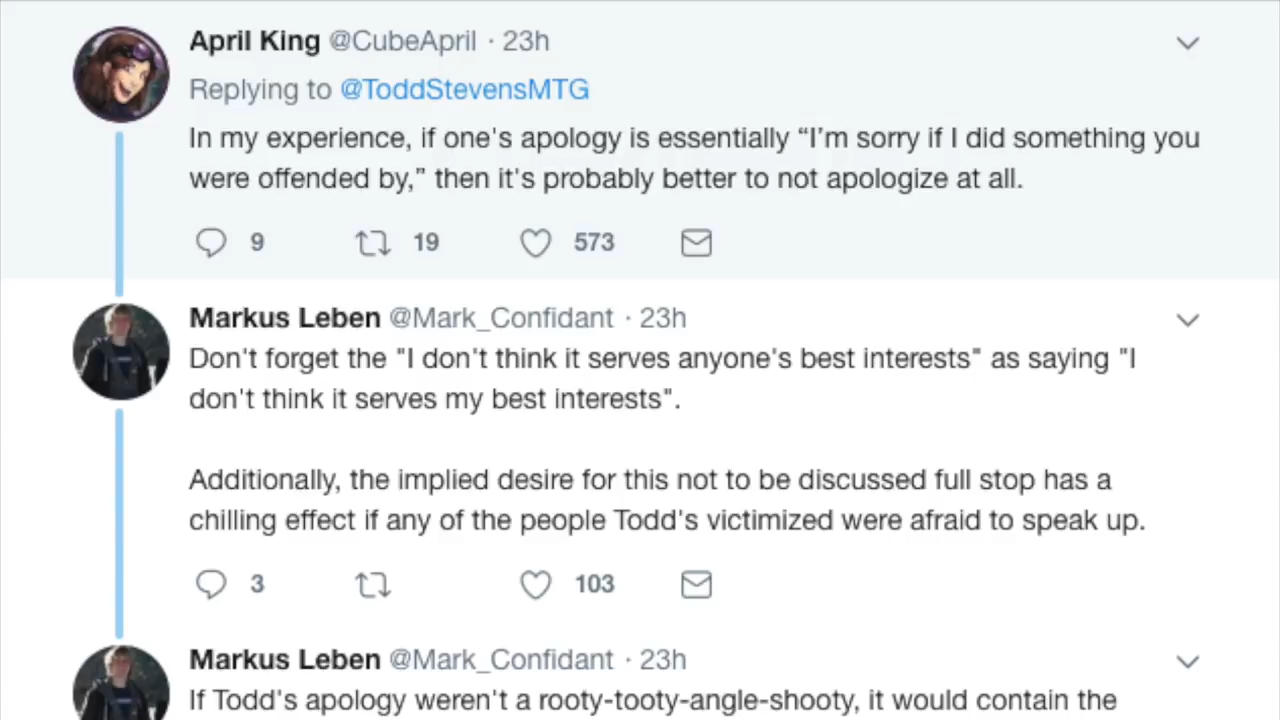 April King @CubeApril · 23h
Replying to @ToddStevensMTG
In my experience, if one's apology is essentially “I’m sorry if I did something you
were offended by,” then it's probably better to not apologize at all.
9 19 573
Markus Leben @Mark_Confidant · 23h
Don't forget the "I don't think it serves anyone's best interests" as saying "I
don't think it serves my best interests".
Additionally, the implied desire for this not to be discussed full stop has a
chilling effect if any of the people Todd's victimized were afraid to speak up.
3 103
Markus Leben @Mark_Confidant · 23h
If Todd's apology weren't a rooty-tooty-angle-shooty, it would contain the